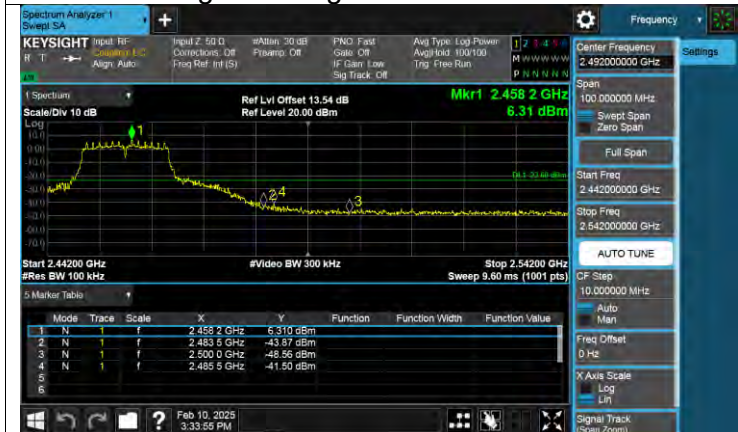 Spectrum Analyzer 1
Swept SA
+
Frequency
KEYSIGHT
R T
Input: RF
Align: Auto
Input Z: 50 Ω
Corrections: Off
Freq Ref: Int (S)
#Atten: 30 dB
Preamp: Off
PNO: Fast
Gate: Off
IF Gain: Low
Sig Track: Off
Avg Type: Log-Power
Avg|Hold: 100/100
Trig: Free Run
1 2 3 4 5 6
M W W W W W
P N N N N N
1 Spectrum
Scale/Div 10 dB
Log
Ref Lvl Offset 13.54 dB
Ref Level 20.00 dBm
Mkr1 2.458 2 GHz
6.31 dBm
1
2 4
3
Start 2.44200 GHz
#Res BW 100 kHz
#Video BW 300 kHz
Stop 2.54200 GHz
Sweep 9.60 ms (1001 pts)
5 Marker Table
Mode Trace Scale X Y Function Function Width Function Value
1 N 1 f 2.458 2 GHz 6.310 dBm
2 N 1 f 2.483 5 GHz -43.87 dBm
3 N 1 f 2.500 0 GHz -48.56 dBm
4 N 1 f 2.485 5 GHz -41.50 dBm
5
6
Feb 10, 2025
3:33:55 PM
Center Frequency
2.492000000 GHz
Settings
Span
100.000000 MHz
Swept Span
Zero Span
Full Span
Start Freq
2.442000000 GHz
Stop Freq
2.542000000 GHz
AUTO TUNE
CF Step
10.000000 MHz
Auto
Man
Freq Offset
0 Hz
X Axis Scale
Log
Lin
Signal Track
(Span Zoom)